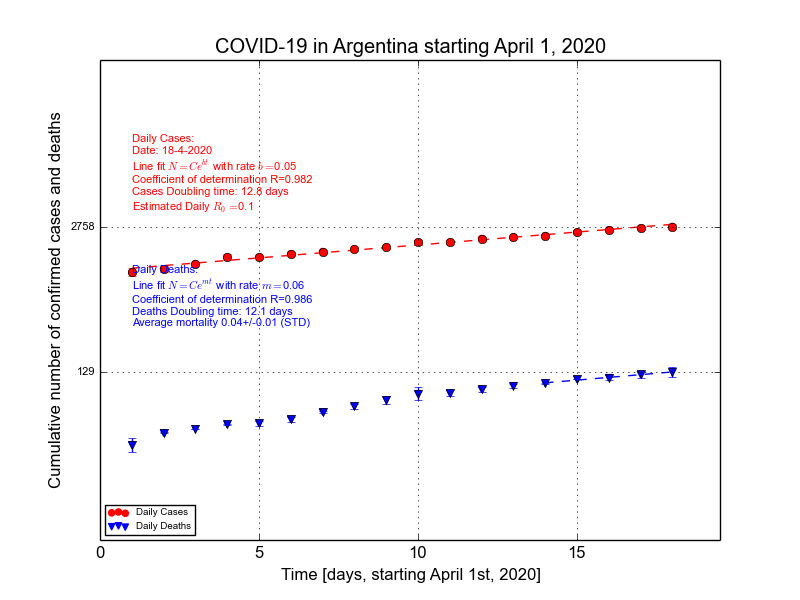 COVID-19 in Argentina starting April 1, 2020
Cumulative number of confirmed cases and deaths
Daily Cases:
Date: 18-4-2020
Line fit N=Ce^{bt} with rate b=0.05
Coefficient of determination R=0.982
Cases Doubling time: 12.8 days
Estimated Daily R_0=0.1
2758
Daily Deaths:
Line fit N=Ce^{mt} with rate m=0.06
Coefficient of determination R=0.986
Deaths Doubling time: 12.1 days
Average mortality 0.04+/-0.01 (STD)
129
Daily Cases
Daily Deaths
0 5 10 15
Time [days, starting April 1st, 2020]